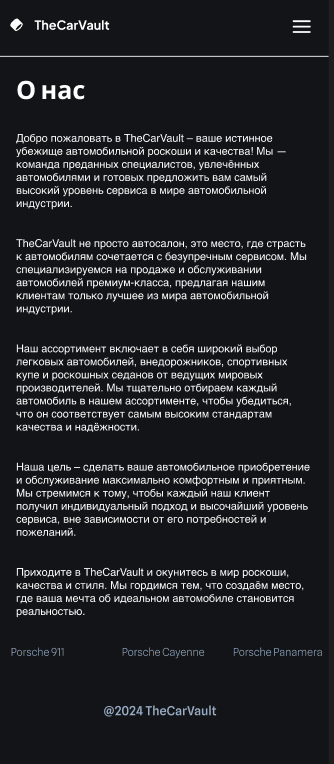 TheCarVault
О нас
Добро пожаловать в TheCarVault – ваше истинное
убежище автомобильной роскоши и качества! Мы —
команда преданных специалистов, увлечённых
автомобилями и готовых предложить вам самый
высокий уровень сервиса в мире автомобильной
индустрии.
TheCarVault не просто автосалон, это место, где страсть
к автомобилям сочетается с безупречным сервисом. Мы
специализируемся на продаже и обслуживании
автомобилей премиум-класса, предлагая нашим
клиентам только лучшее из мира автомобильной
индустрии.
Наш ассортимент включает в себя широкий выбор
легковых автомобилей, внедорожников, спортивных
купе и роскошных седанов от ведущих мировых
производителей. Мы тщательно отбираем каждый
автомобиль в нашем ассортименте, чтобы убедиться,
что он соответствует самым высоким стандартам
качества и надёжности.
Наша цель – сделать ваше автомобильное приобретение
и обслуживание максимально комфортным и приятным.
Мы стремимся к тому, чтобы каждый наш клиент
получил индивидуальный подход и высочайший уровень
сервиса, вне зависимости от его потребностей и
пожеланий.
Приходите в TheCarVault и окунитесь в мир роскоши,
качества и стиля. Мы гордимся тем, что создаём место,
где ваша мечта об идеальном автомобиле становится
реальностью.
Porsche 911 Porsche Cayenne Porsche Panamera
@2024 TheCarVault